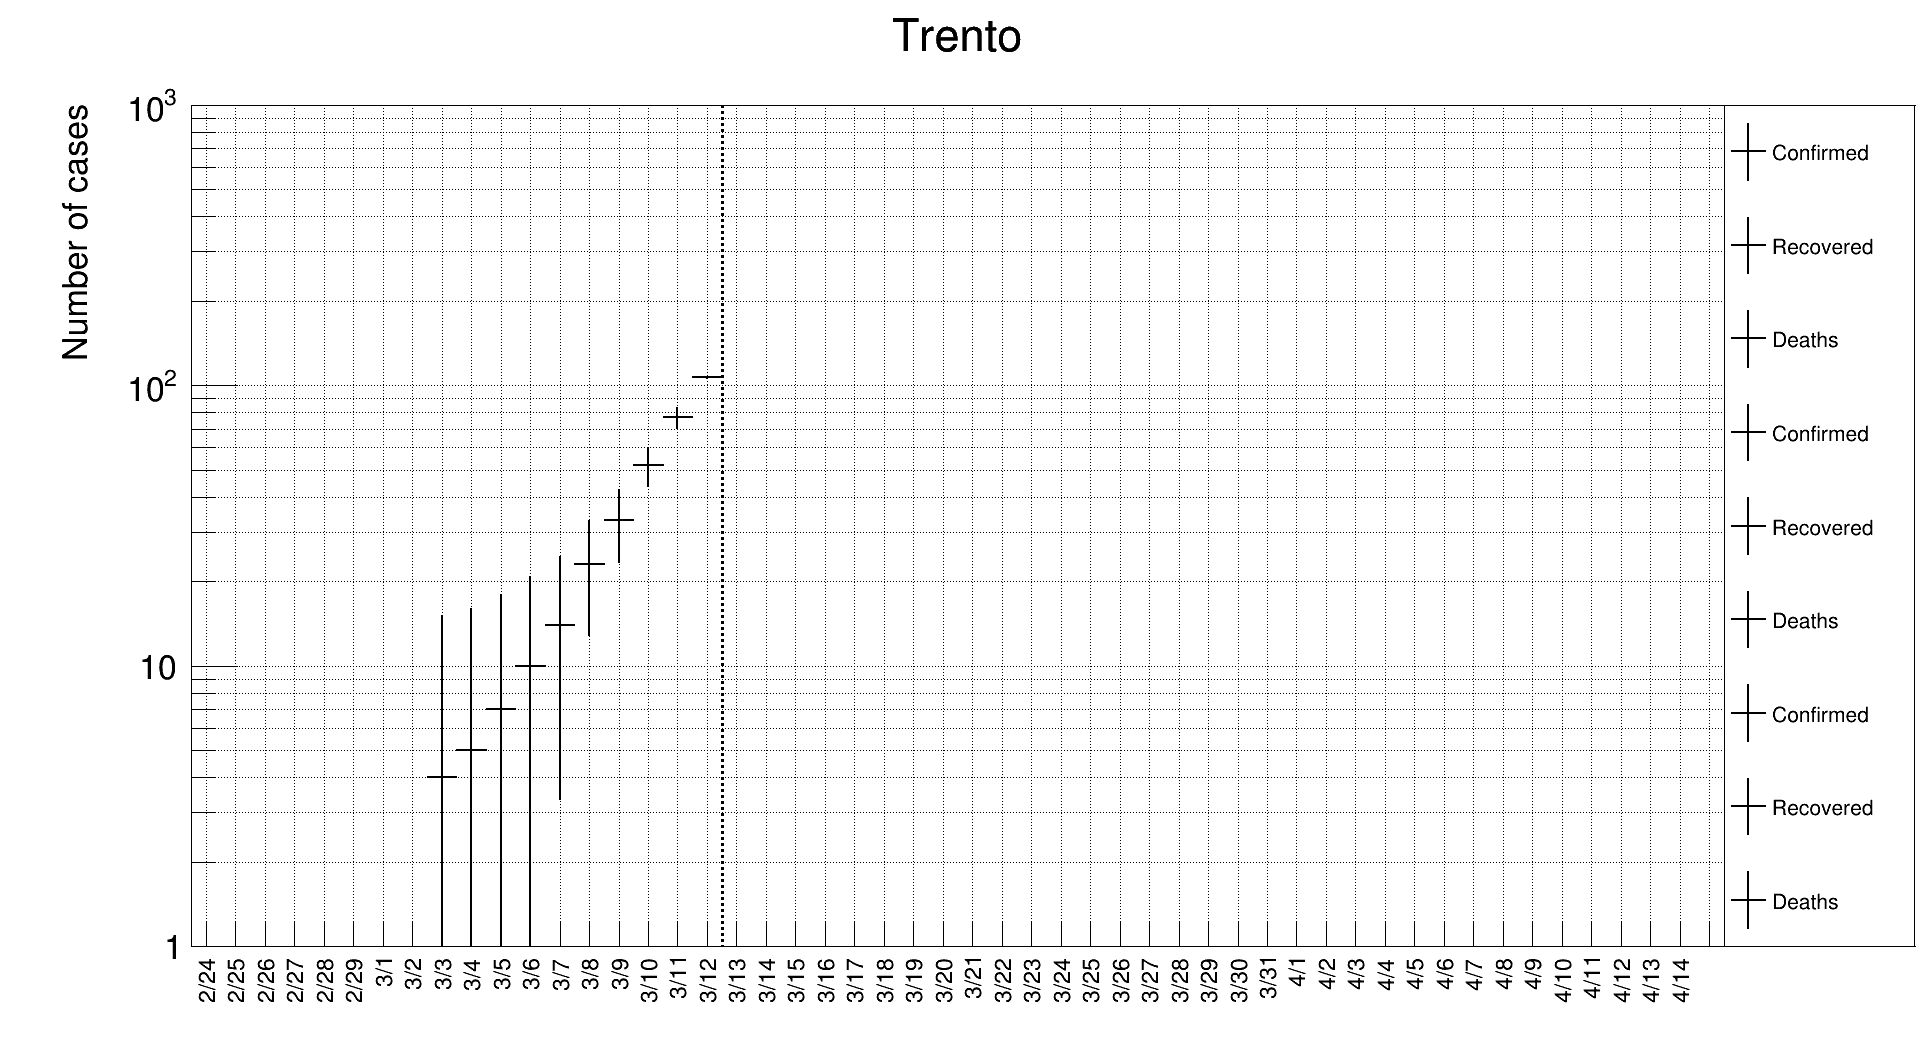 Trento
Number of cases
10³
10²
10
1
2/24 2/25 2/26 2/27 2/28 2/29 3/1 3/2 3/3 3/4 3/5 3/6 3/7 3/8 3/9 3/10 3/11 3/12 3/13 3/14 3/15 3/16 3/17 3/18 3/19 3/20 3/21 3/22 3/23 3/24 3/25 3/26 3/27 3/28 3/29 3/30 3/31 4/1 4/2 4/3 4/4 4/5 4/6 4/7 4/8 4/9 4/10 4/11 4/12 4/13 4/14
Confirmed
Recovered
Deaths
Confirmed
Recovered
Deaths
Confirmed
Recovered
Deaths